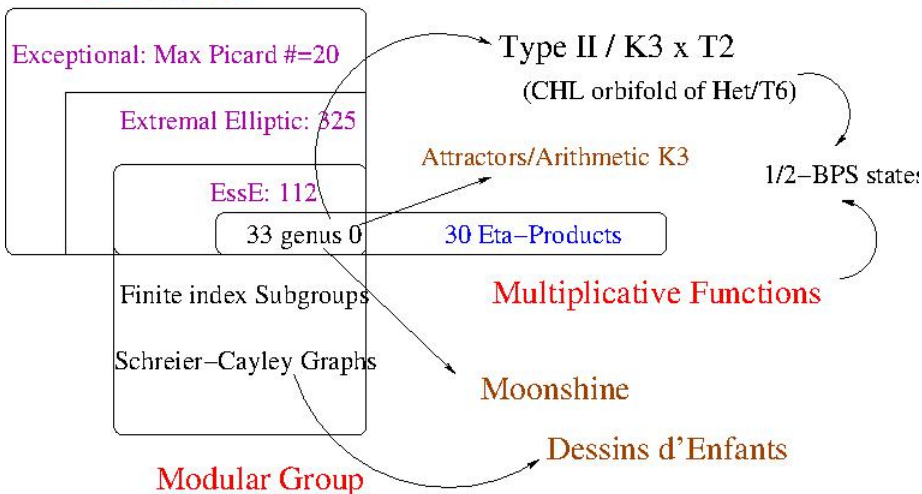 Exceptional: Max Picard #=20
Type II / K3 x T2
(CHL orbifold of Het/T6)
Extremal Elliptic: 325
Attractors/Arithmetic K3
1/2−BPS states
EssE: 112
33 genus 0
30 Eta−Products
Finite index Subgroups
Multiplicative Functions
Schreier−Cayley Graphs
Moonshine
Dessins d'Enfants
Modular Group